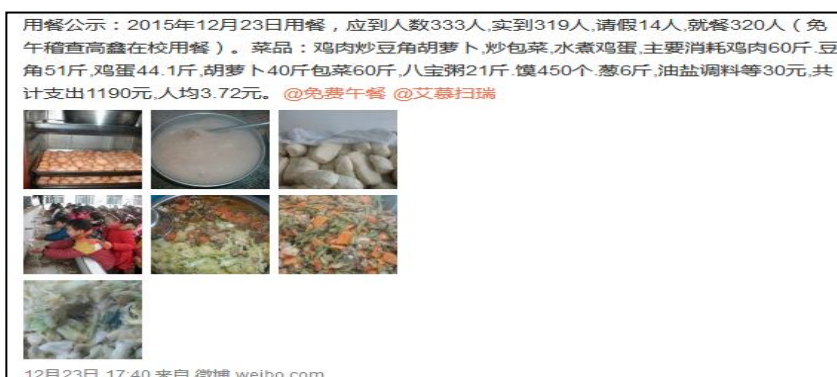 用餐公示：2015年12月23日用餐，应到人数333人,实到319人,请假14人,就餐320人（免
午稽查高鑫在校用餐）。菜品：鸡肉炒豆角胡萝卜,炒包菜,水煮鸡蛋,主要消耗鸡肉60斤.豆
角51斤,鸡蛋44.1斤,胡萝卜40斤包菜60斤,八宝粥21斤.馍450个.葱6斤,油盐调料等30元,共
计支出1190元,人均3.72元。@免费午餐 @艾慕扫瑞
12月23日 17:40 来自 微博 weibo.com